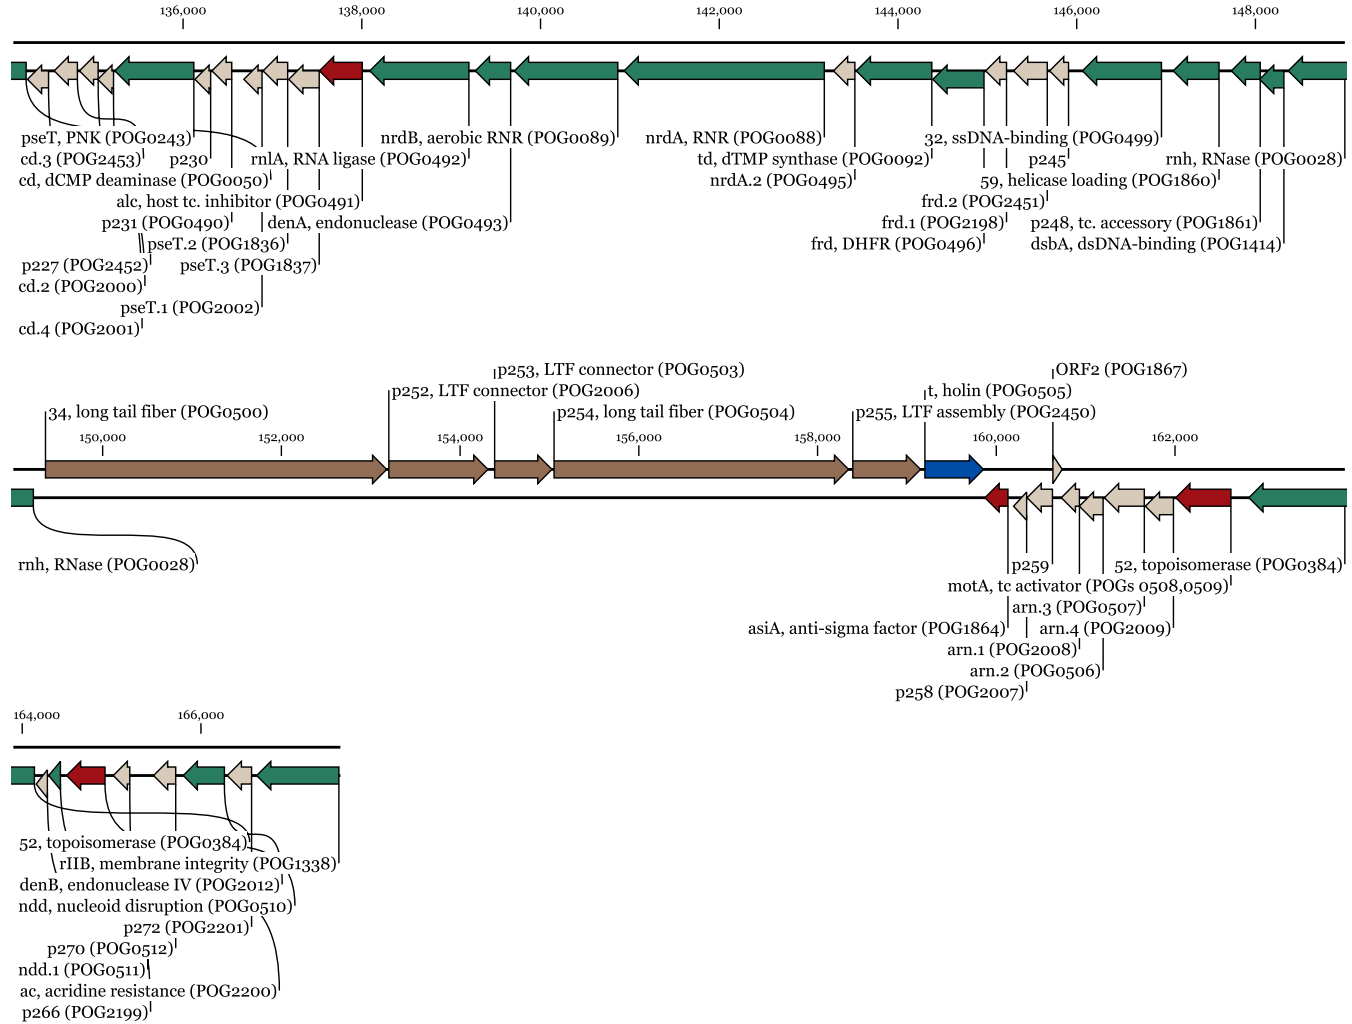 136,000 138,000 140,000 142,000 144,000 146,000 148,000
pseT, PNK (POG0243) nrdB, aerobic RNR (POG0089) nrdA, RNR (POG0088) 32, ssDNA-binding (POG0499)
cd.3 (POG2453) p230 rnlA, RNA ligase (POG0492) td, dTMP synthase (POG0092) p245 rnh, RNase (POG0028)
cd, dCMP deaminase (POG0050) nrdA.2 (POG0495) 59, helicase loading (POG1860)
alc, host tc. inhibitor (POG0491) frd.2 (POG2451)
p231 (POG0490) denA, endonuclease (POG0493) frd.1 (POG2198) p248, tc. accessory (POG1861)
pseT.2 (POG1836) frd, DHFR (POG0496) dsbA, dsDNA-binding (POG1414)
p227 (POG2452) pseT.3 (POG1837)
cd.2 (POG2000)
pseT.1 (POG2002)
cd.4 (POG2001)
p253, LTF connector (POG0503) ORF2 (POG1867)
p252, LTF connector (POG2006) t, holin (POG0505)
34, long tail fiber (POG0500) p254, long tail fiber (POG0504) p255, LTF assembly (POG2450)
150,000 152,000 154,000 156,000 158,000 160,000 162,000
rnh, RNase (POG0028) p259 52, topoisomerase (POG0384)
motA, tc activator (POGs 0508,0509)
arn.3 (POG0507)
asiA, anti-sigma factor (POG1864) arn.4 (POG2009)
arn.1 (POG2008)
arn.2 (POG0506)
p258 (POG2007)
164,000 166,000
52, topoisomerase (POG0384)
rIIB, membrane integrity (POG1338)
denB, endonuclease IV (POG2012)
ndd, nucleoid disruption (POG0510)
p272 (POG2201)
p270 (POG0512)
ndd.1 (POG0511)
ac, acridine resistance (POG2200)
p266 (POG2199)